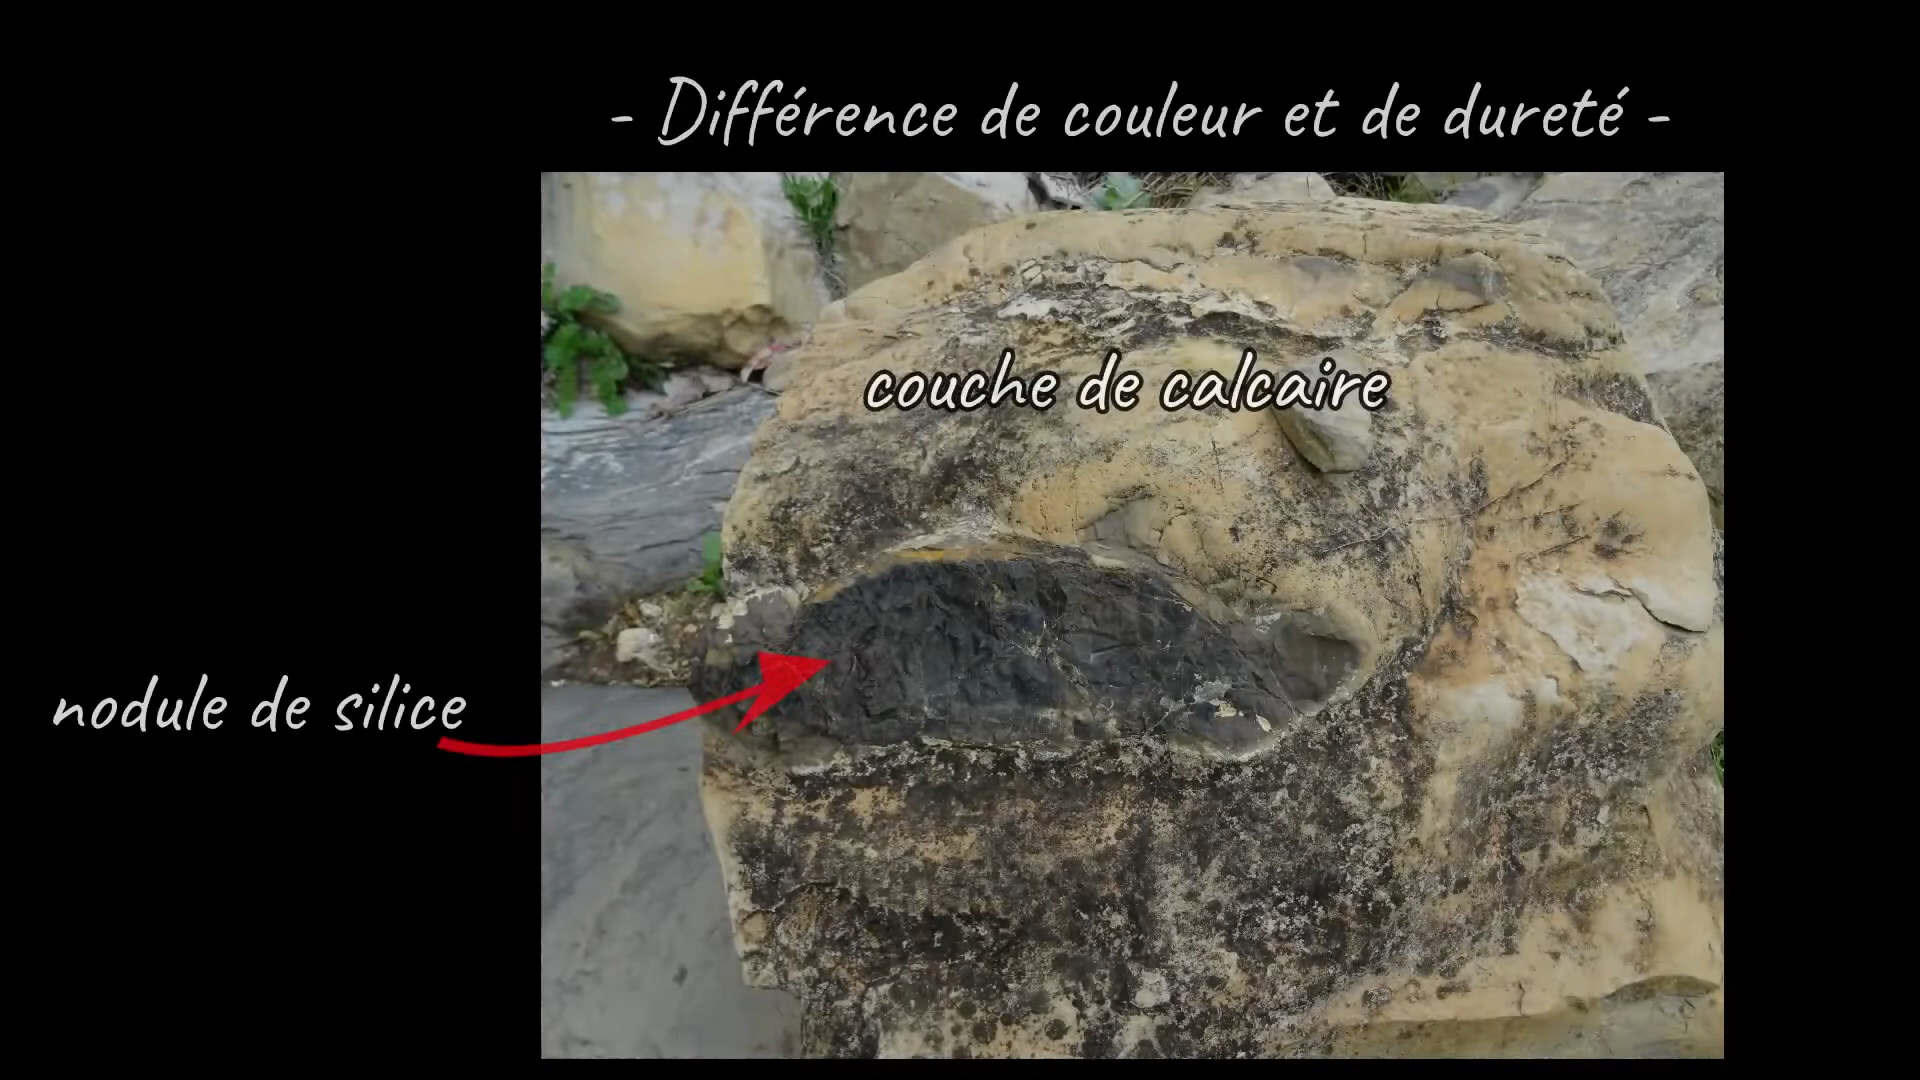 - Différence de couleur et de dureté -
couche de calcaire
nodule de silice